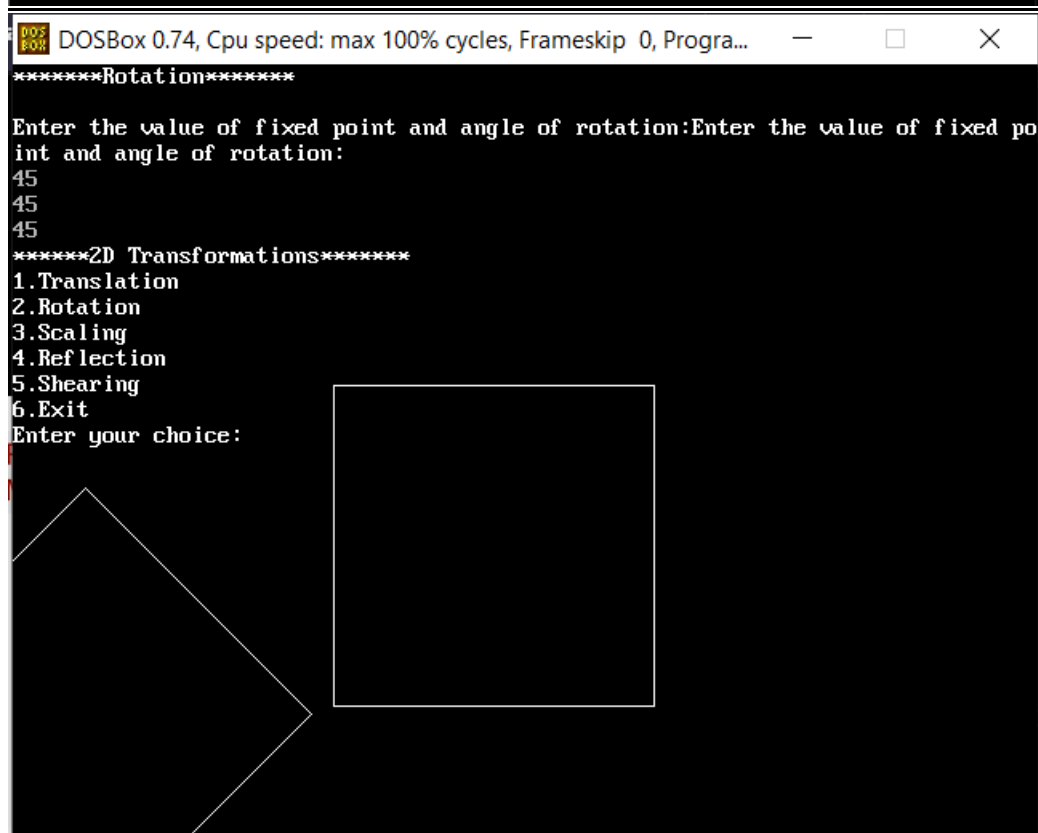 DOSBox 0.74, Cpu speed: max 100% cycles, Frameskip 0, Progra...
*******Rotation*******
Enter the value of fixed point and angle of rotation:Enter the value of fixed po
int and angle of rotation:
45
45
45
******2D Transformations*******
1.Translation
2.Rotation
3.Scaling
4.Reflection
5.Shearing
6.Exit
Enter your choice: